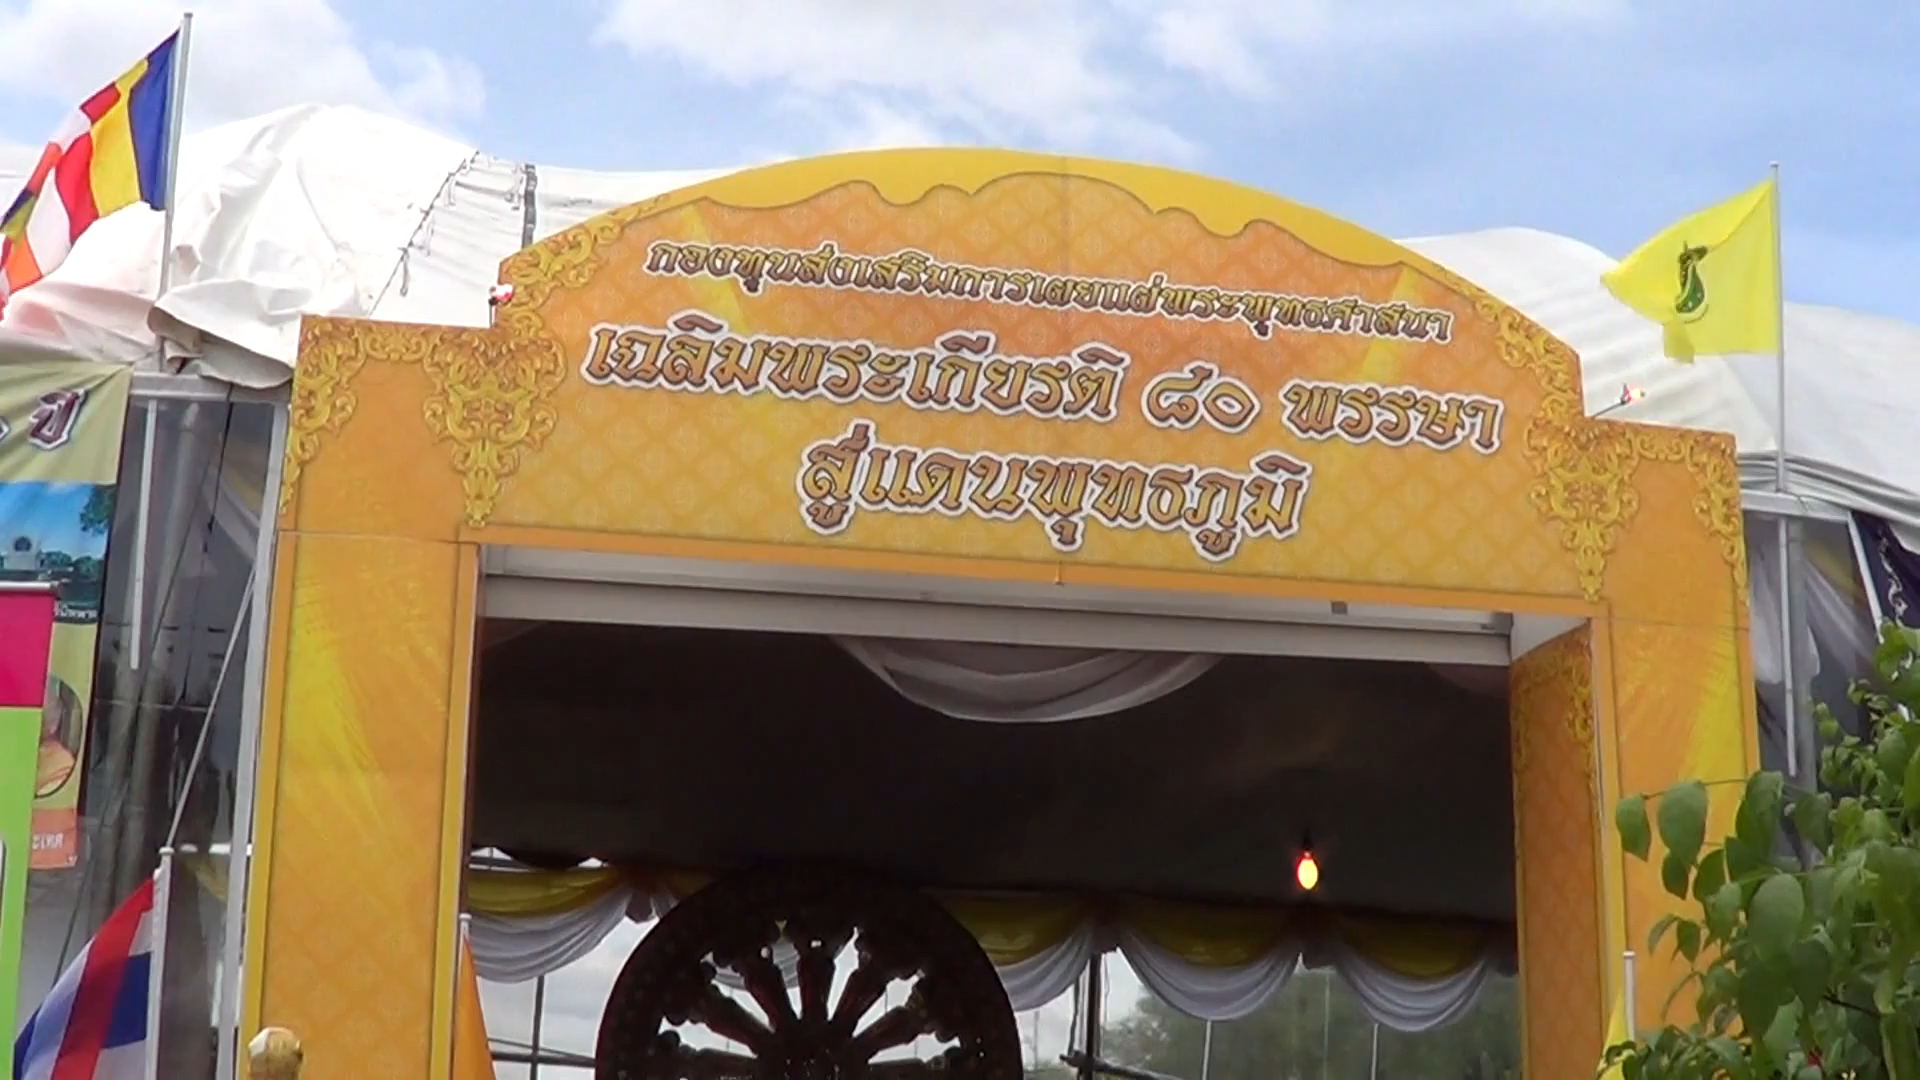 กองทุนส่งเสริมการเผยแผ่พระพุทธศาสนา
เฉลิมพระเกียรติ ๘๐ พรรษา
สู่แดนพุทธภูมิ
ปี